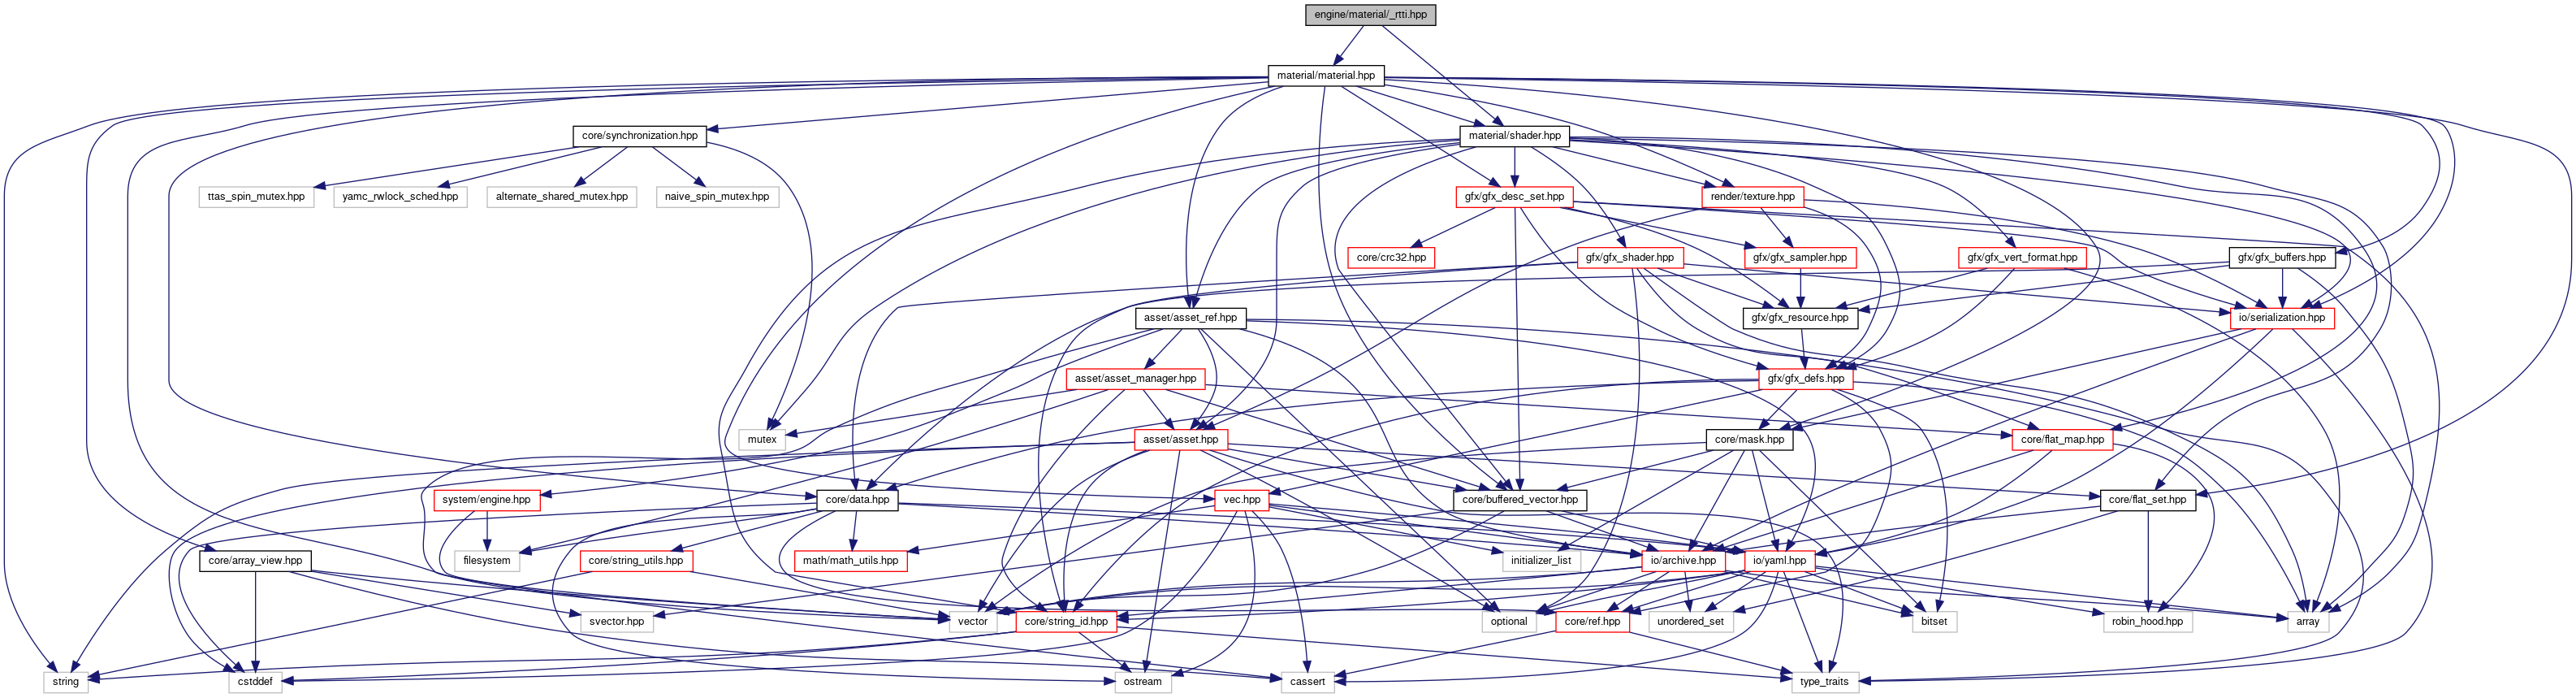 engine/material/_rtti.hpp
material/material.hpp
core/synchronization.hpp
material/shader.hpp
ttas_spin_mutex.hpp
yamc_rwlock_sched.hpp
alternate_shared_mutex.hpp
naive_spin_mutex.hpp
gfx/gfx_desc_set.hpp
render/texture.hpp
core/crc32.hpp
gfx/gfx_shader.hpp
gfx/gfx_sampler.hpp
gfx/gfx_vert_format.hpp
gfx/gfx_buffers.hpp
asset/asset_ref.hpp
gfx/gfx_resource.hpp
io/serialization.hpp
asset/asset_manager.hpp
gfx/gfx_defs.hpp
mutex
asset/asset.hpp
core/mask.hpp
core/flat_map.hpp
system/engine.hpp
core/data.hpp
vec.hpp
core/buffered_vector.hpp
core/flat_set.hpp
core/array_view.hpp
filesystem
core/string_utils.hpp
math/math_utils.hpp
initializer_list
io/archive.hpp
io/yaml.hpp
svector.hpp
vector
core/string_id.hpp
optional
core/ref.hpp
unordered_set
bitset
robin_hood.hpp
array
string
cstddef
ostream
cassert
type_traits